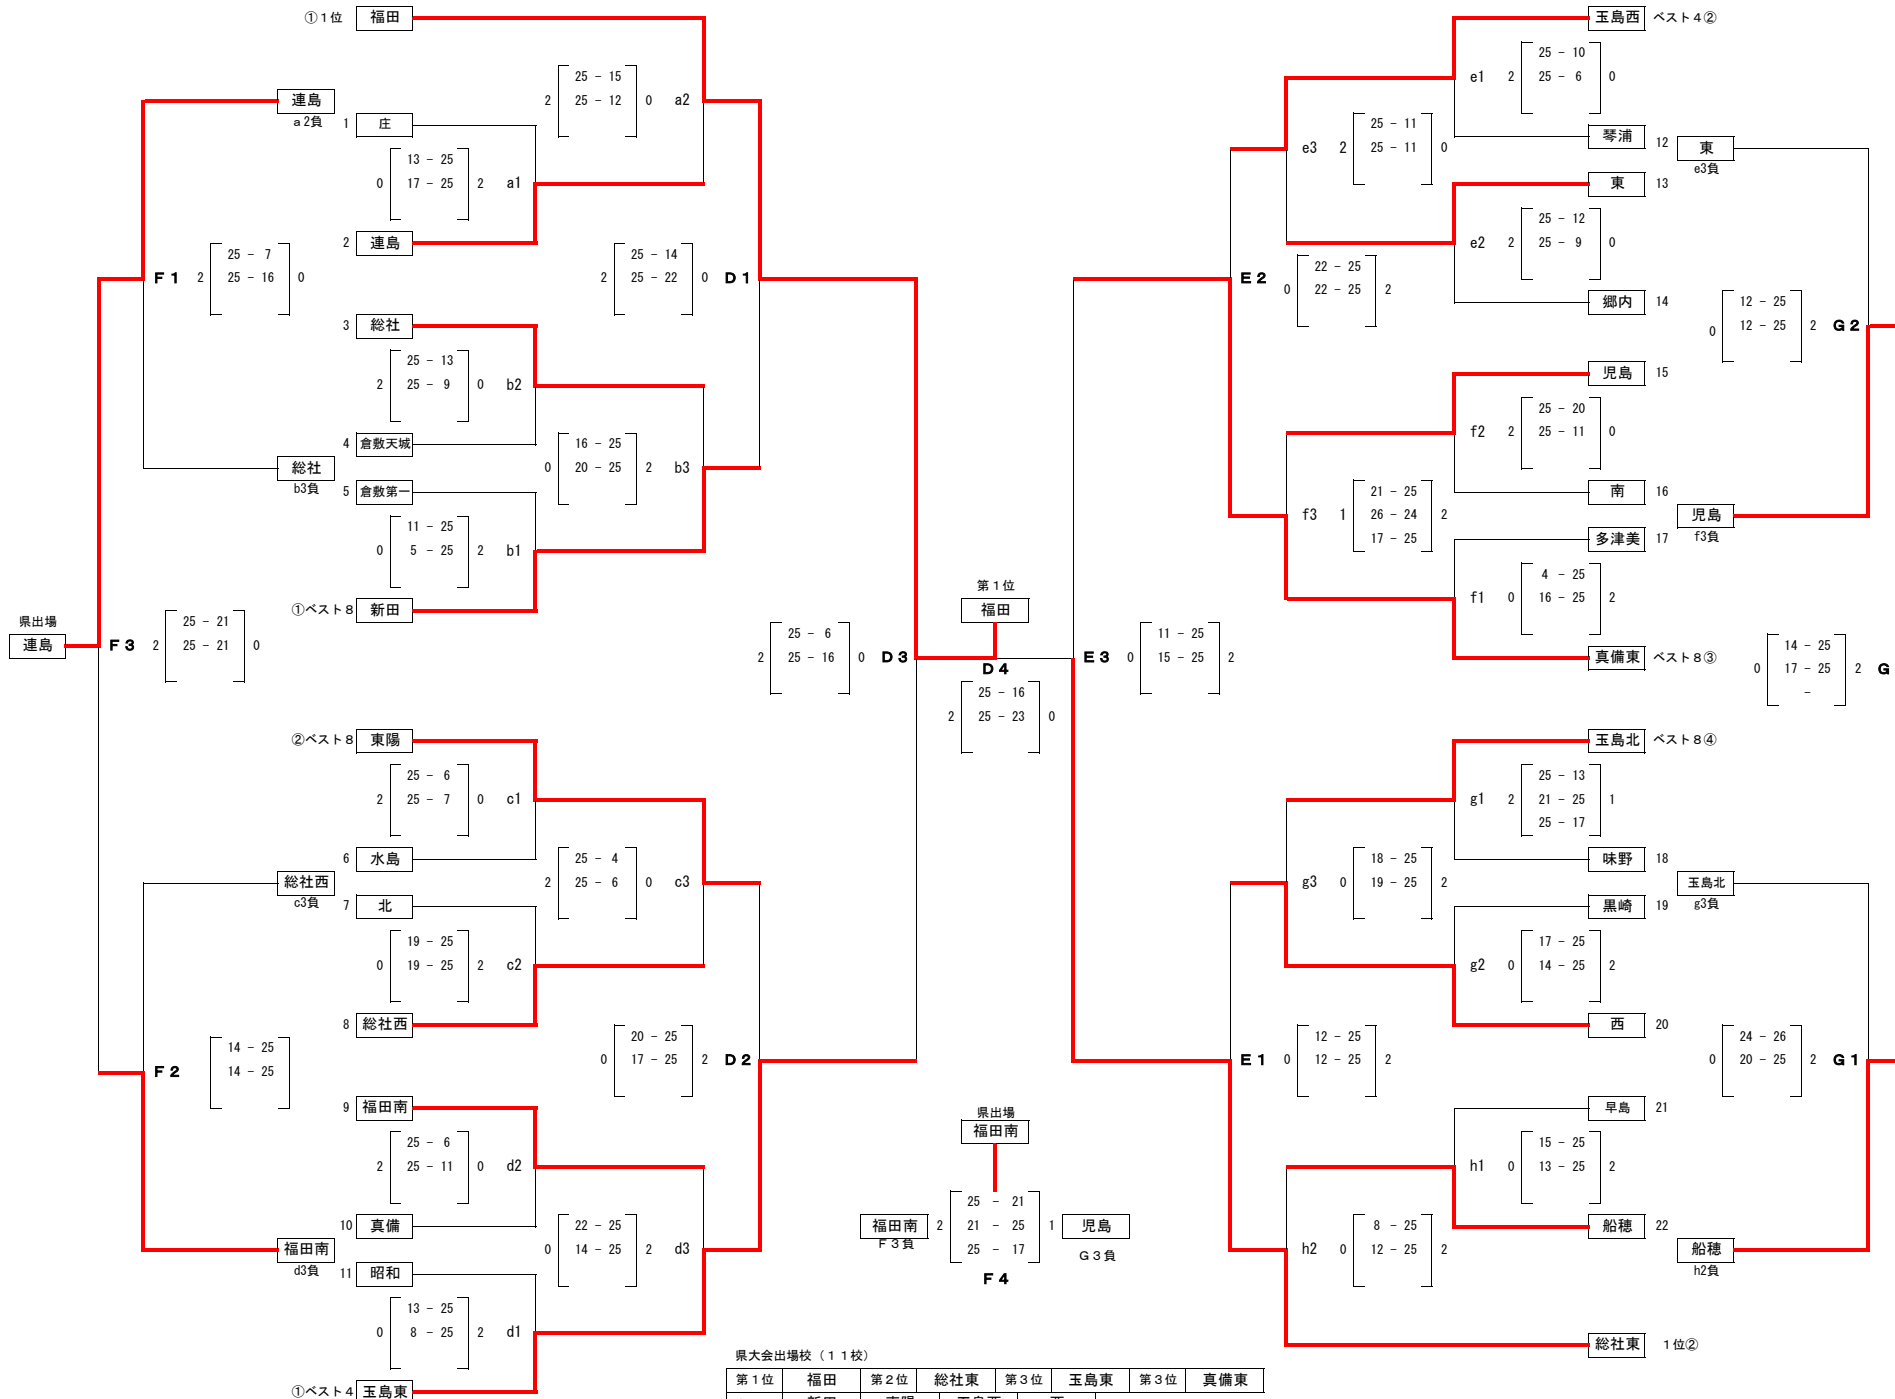 ①1位 福田
25 - 15
2 25 - 12 0 a2
連島
a2負
1 庄
13 - 25
0 17 - 25 2 a1
2 連島
25 - 7
F1 2 25 - 16 0
25 - 14
2 25 - 22 0 D1
3 総社
25 - 13
2 25 - 9 0 b2
4 倉敷天城
16 - 25
0 20 - 25 2 b3
総社
b3負
5 倉敷第一
11 - 25
0 5 - 25 2 b1
①ベスト8 新田
県出場
連島
25 - 21
F3 2 25 - 21 0
25 - 6
2 25 - 16 0 D3
②ベスト8 東陽
25 - 6
2 25 - 7 0 c1
6 水島
25 - 4
2 25 - 6 0 c3
総社西
c3負
7 北
19 - 25
0 19 - 25 2 c2
8 総社西
14 - 25
F2 14 - 25
20 - 25
0 17 - 25 2 D2
9 福田南
25 - 6
2 25 - 11 0 d2
10 真備
22 - 25
0 14 - 25 2 d3
福田南
d3負
11 昭和
13 - 25
0 8 - 25 2 d1
①ベスト4 玉島東
第1位
福田
D4
25 - 16
2 25 - 23 0
県出場
福田南
25 - 21
福田南 2 21 - 25 1 児島
F3負 25 - 17 G3負
F4
玉島西 ベスト4②
25 - 10
e1 2 25 - 6 0
琴浦 12
25 - 11
e3 2 25 - 11 0
東
e3負
東 13
25 - 12
e2 2 25 - 9 0
郷内 14
22 - 25
E2 0 22 - 25 2
12 - 25
0 12 - 25 2 G2
児島 15
25 - 20
f2 2 25 - 11 0
南 16
21 - 25
f3 1 26 - 24 2
17 - 25
児島
f3負
多津美 17
4 - 25
f1 0 16 - 25 2
真備東 ベスト8③
11 - 25
E3 0 15 - 25 2
14 - 25
0 17 - 25 2 G
-
玉島北 ベスト8④
25 - 13
g1 2 21 - 25 1
25 - 17
味野 18
18 - 25
g3 0 19 - 25 2
玉島北
g3負
黒崎 19
17 - 25
g2 0 14 - 25 2
西 20
12 - 25
E1 0 12 - 25 2
24 - 26
0 20 - 25 2 G1
早島 21
15 - 25
h1 0 13 - 25 2
船穂 22
8 - 25
h2 0 12 - 25 2
船穂
h2負
総社東 1位②
県大会出場校（11校）
第1位 福田 第2位 総社東 第3位 玉島東 第3位 真備東